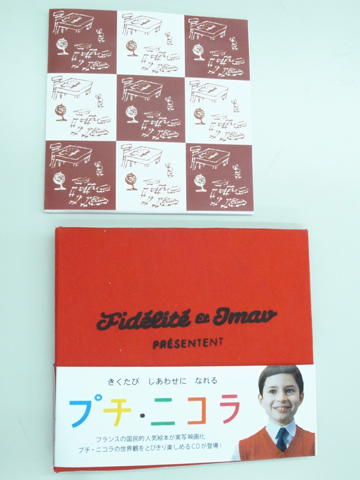 Fidélité et Imav
PRÉSENTENT
きくたび しあわせに なれる
プチ・ニコラ
フランスの国民的人気絵本が実写映画化
プチ・ニコラの世界観をとびきり楽しめるCDが登場！